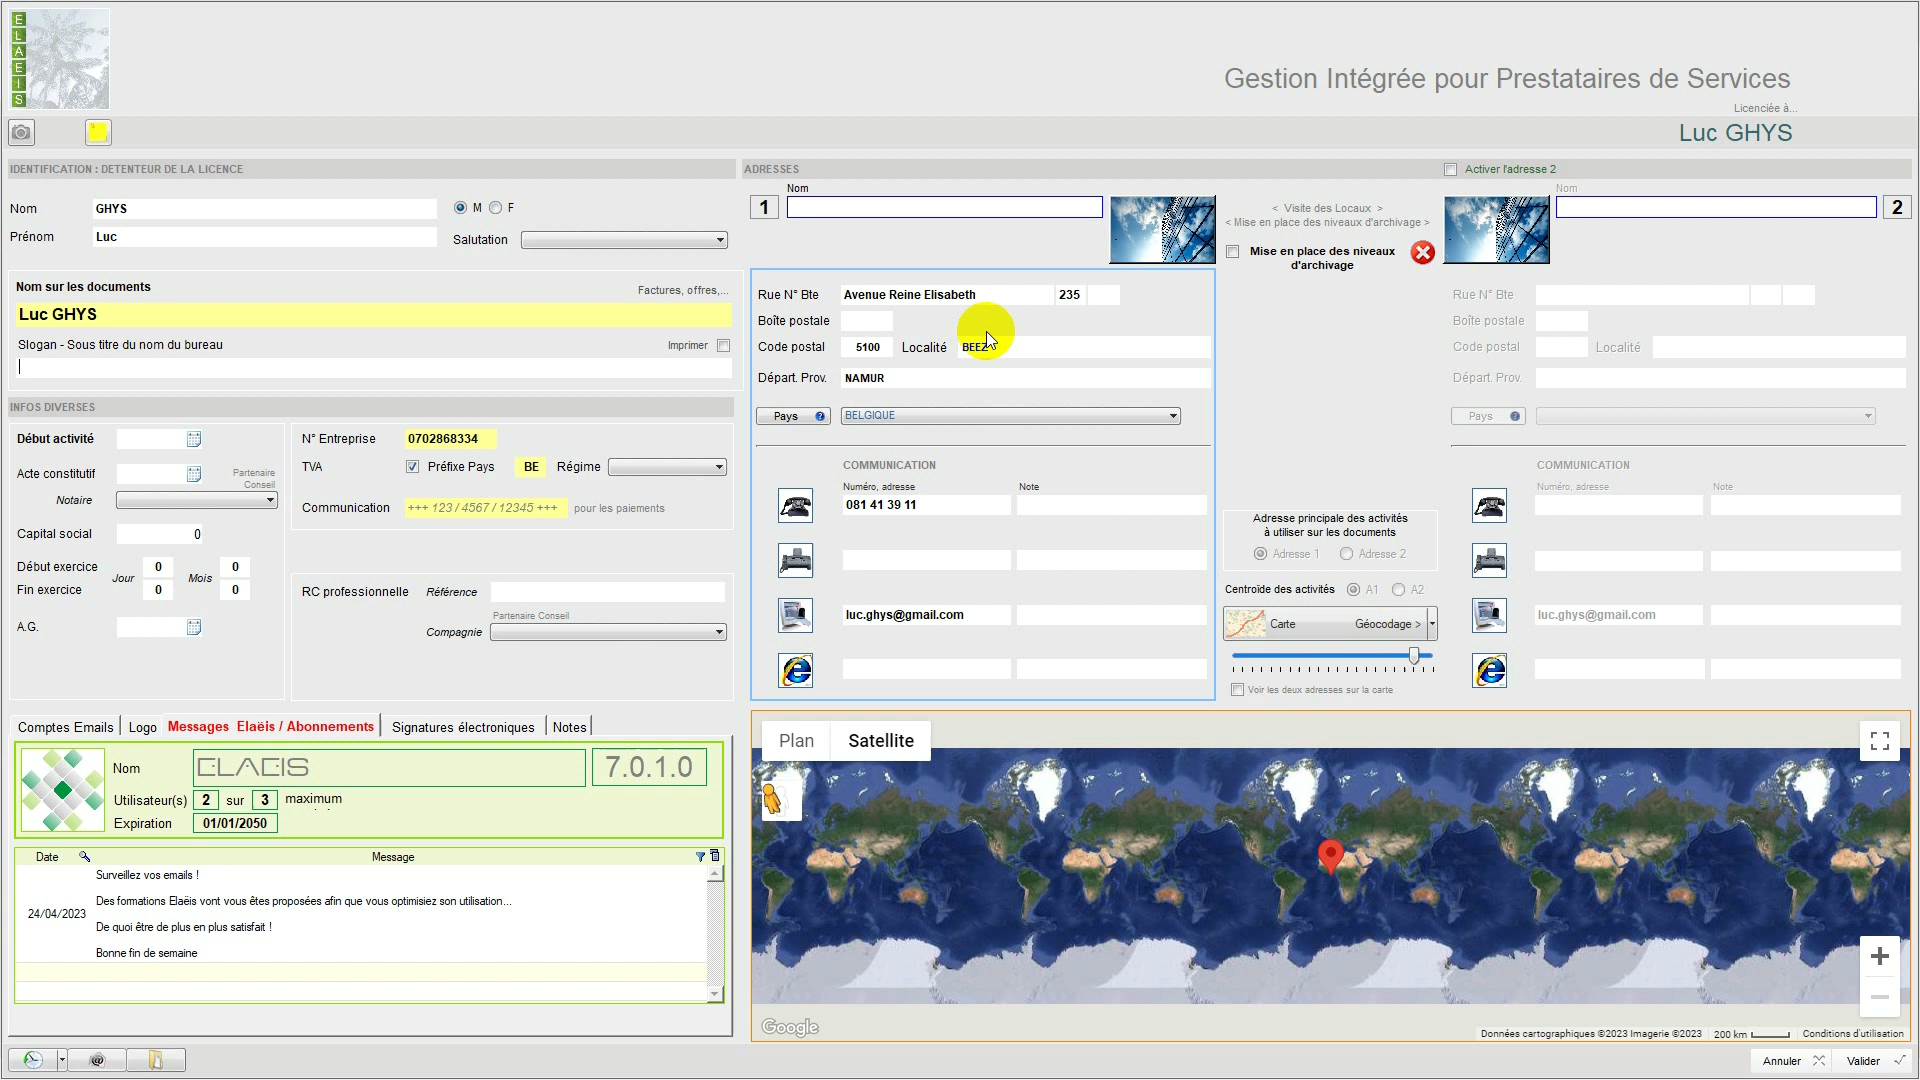 E
L
A
E
I
S
Gestion Intégrée pour Prestataires de Services
Licenciée à...
Luc GHYS
IDENTIFICATION : DETENTEUR DE LA LICENCE
Nom GHYS M F
Prénom Luc Salutation
Nom sur les documents Factures, offres,...
Luc GHYS
Slogan - Sous titre du nom du bureau Imprimer
INFOS DIVERSES
Début activité
Acte constitutif Partenaire Conseil
Notaire
Capital social 0
Début exercice Jour 0 Mois 0
Fin exercice 0 0
A.G.
N° Entreprise 0702868334
TVA Préfixe Pays BE Régime
Communication +++ 123 / 4567 / 12345 +++ pour les paiements
RC professionnelle Référence
Partenaire Conseil
Compagnie
Comptes Emails Logo Messages Elaëis / Abonnements Signatures électroniques Notes
Nom ELAEIS 7.0.1.0
Utilisateur(s) 2 sur 3 maximum
Expiration 01/01/2050
Date Message
24/04/2023
Surveillez vos emails !
Des formations Elaëis vont vous êtes proposées afin que vous optimisiez son utilisation...
De quoi être de plus en plus satisfait !
Bonne fin de semaine
ADRESSES
1 Nom
Rue N° Bte Avenue Reine Elisabeth 235
Boîte postale
Code postal 5100 Localité BEEZ
Départ. Prov. NAMUR
Pays BELGIQUE
COMMUNICATION
Numéro, adresse Note
081 41 39 11
luc.ghys@gmail.com
< Visite des Locaux >
< Mise en place des niveaux d'archivage >
Mise en place des niveaux
d'archivage
Adresse principale des activités
à utiliser sur les documents
Adresse 1 Adresse 2
Centroïde des activités A1 A2
Carte Géocodage >
Voir les deux adresses sur la carte
Activer l'adresse 2
Nom 2
Rue N° Bte
Boîte postale
Code postal Localité
Départ. Prov.
Pays
COMMUNICATION
Numéro, adresse Note
luc.ghys@gmail.com
Plan Satellite
Google
Données cartographiques ©2023 Imagerie ©2023 200 km Conditions d'utilisation
Annuler Valider